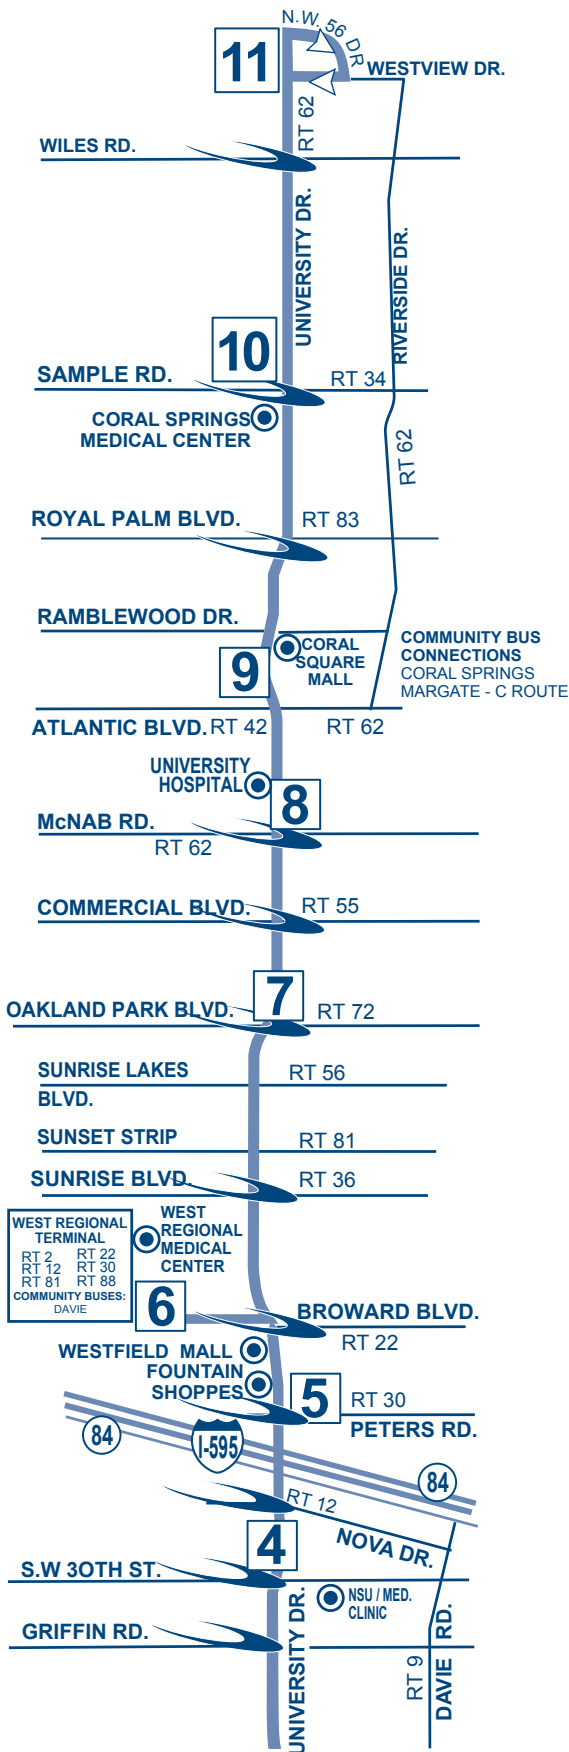 N.W. 56 DR
11
WESTVIEW DR.
RT 62
WILES RD.
UNIVERSITY DR.
RIVERSIDE DR.
10
SAMPLE RD.
RT 34
CORAL SPRINGS
MEDICAL CENTER
RT 62
ROYAL PALM BLVD.
RT 83
RAMBLEWOOD DR.
CORAL
SQUARE
MALL
COMMUNITY BUS
CONNECTIONS
CORAL SPRINGS
MARGATE - C ROUTE
9
ATLANTIC BLVD. RT 42
RT 62
UNIVERSITY
HOSPITAL
8
McNAB RD.
RT 62
COMMERCIAL BLVD.
RT 55
7
OAKLAND PARK BLVD.
RT 72
SUNRISE LAKES
BLVD.
RT 56
SUNSET STRIP
RT 81
SUNRISE BLVD.
RT 36
WEST REGIONAL
TERMINAL
RT 2 RT 22
RT 12 RT 30
RT 81 RT 88
COMMUNITY BUSES:
DAVIE
WEST
REGIONAL
MEDICAL
CENTER
6
BROWARD BLVD.
RT 22
WESTFIELD MALL
FOUNTAIN
SHOPPES
5
RT 30
PETERS RD.
84
I-595
84
RT 12
NOVA DR.
4
S.W 3OTH ST.
NSU / MED.
CLINIC
GRIFFIN RD.
UNIVERSITY DR.
RT 9
DAVIE RD.